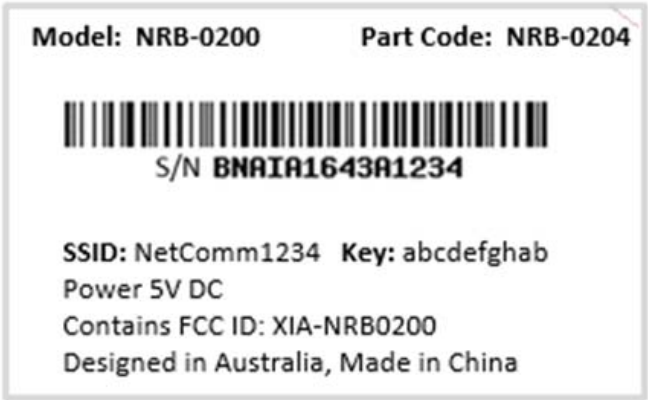 Model: NRB-0200 Part Code: NRB-0204
S/N BNAIA1643A1234
SSID: NetComm1234 Key: abcdefghab
Power 5V DC
Contains FCC ID: XIA-NRB0200
Designed in Australia, Made in China